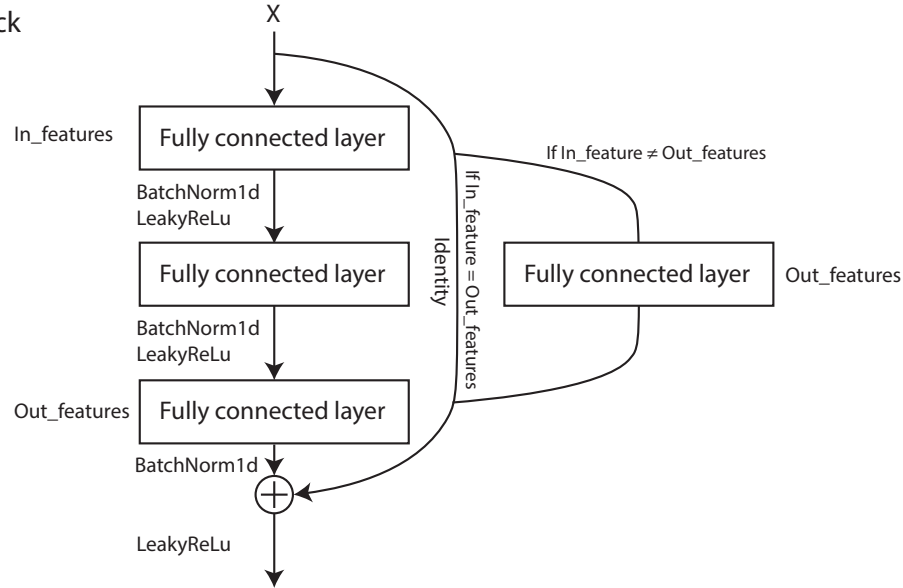 ck
X
In_features
Fully connected layer
If In_feature ≠ Out_features
BatchNorm1d
LeakyReLu
Identity
If In_feature = Out_features
Fully connected layer
Fully connected layer
Out_features
BatchNorm1d
LeakyReLu
Out_features
Fully connected layer
BatchNorm1d
LeakyReLu